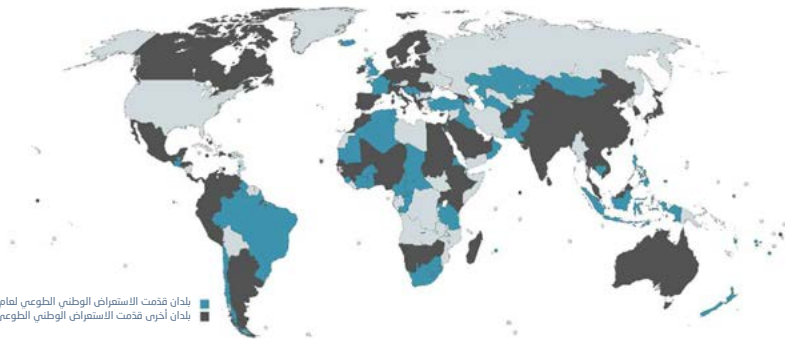 بلدان قدّمت الاستعراض الوطني الطوعي لعام
بلدان أخرى قدّمت الاستعراض الوطني الطوعي